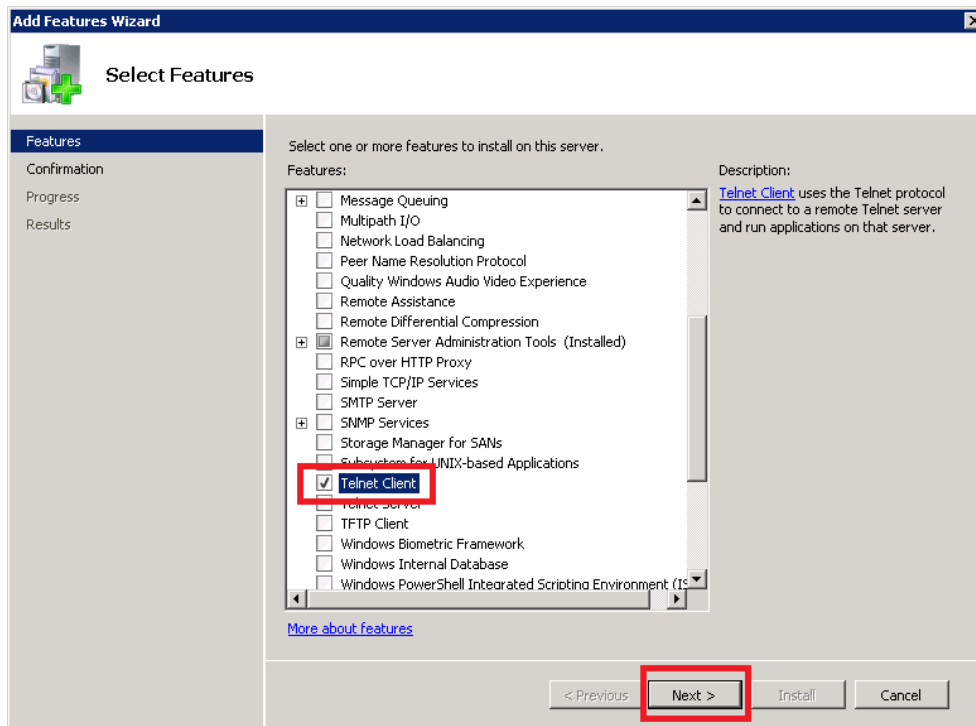 Add Features Wizard
Select Features
Features
Confirmation
Progress
Results
Select one or more features to install on this server.
Features:
Message Queuing
Multipath I/O
Network Load Balancing
Peer Name Resolution Protocol
Quality Windows Audio Video Experience
Remote Assistance
Remote Differential Compression
Remote Server Administration Tools (Installed)
RPC over HTTP Proxy
Simple TCP/IP Services
SMTP Server
SNMP Services
Storage Manager for SANs
Subsystem for UNIX-based Applications
Telnet Client
Telnet Server
TFTP Client
Windows Biometric Framework
Windows Internal Database
Windows PowerShell Integrated Scripting Environment (IS
More about features
Description:
Telnet Client uses the Telnet protocol
to connect to a remote Telnet server
and run applications on that server.
< Previous
Next >
Install
Cancel